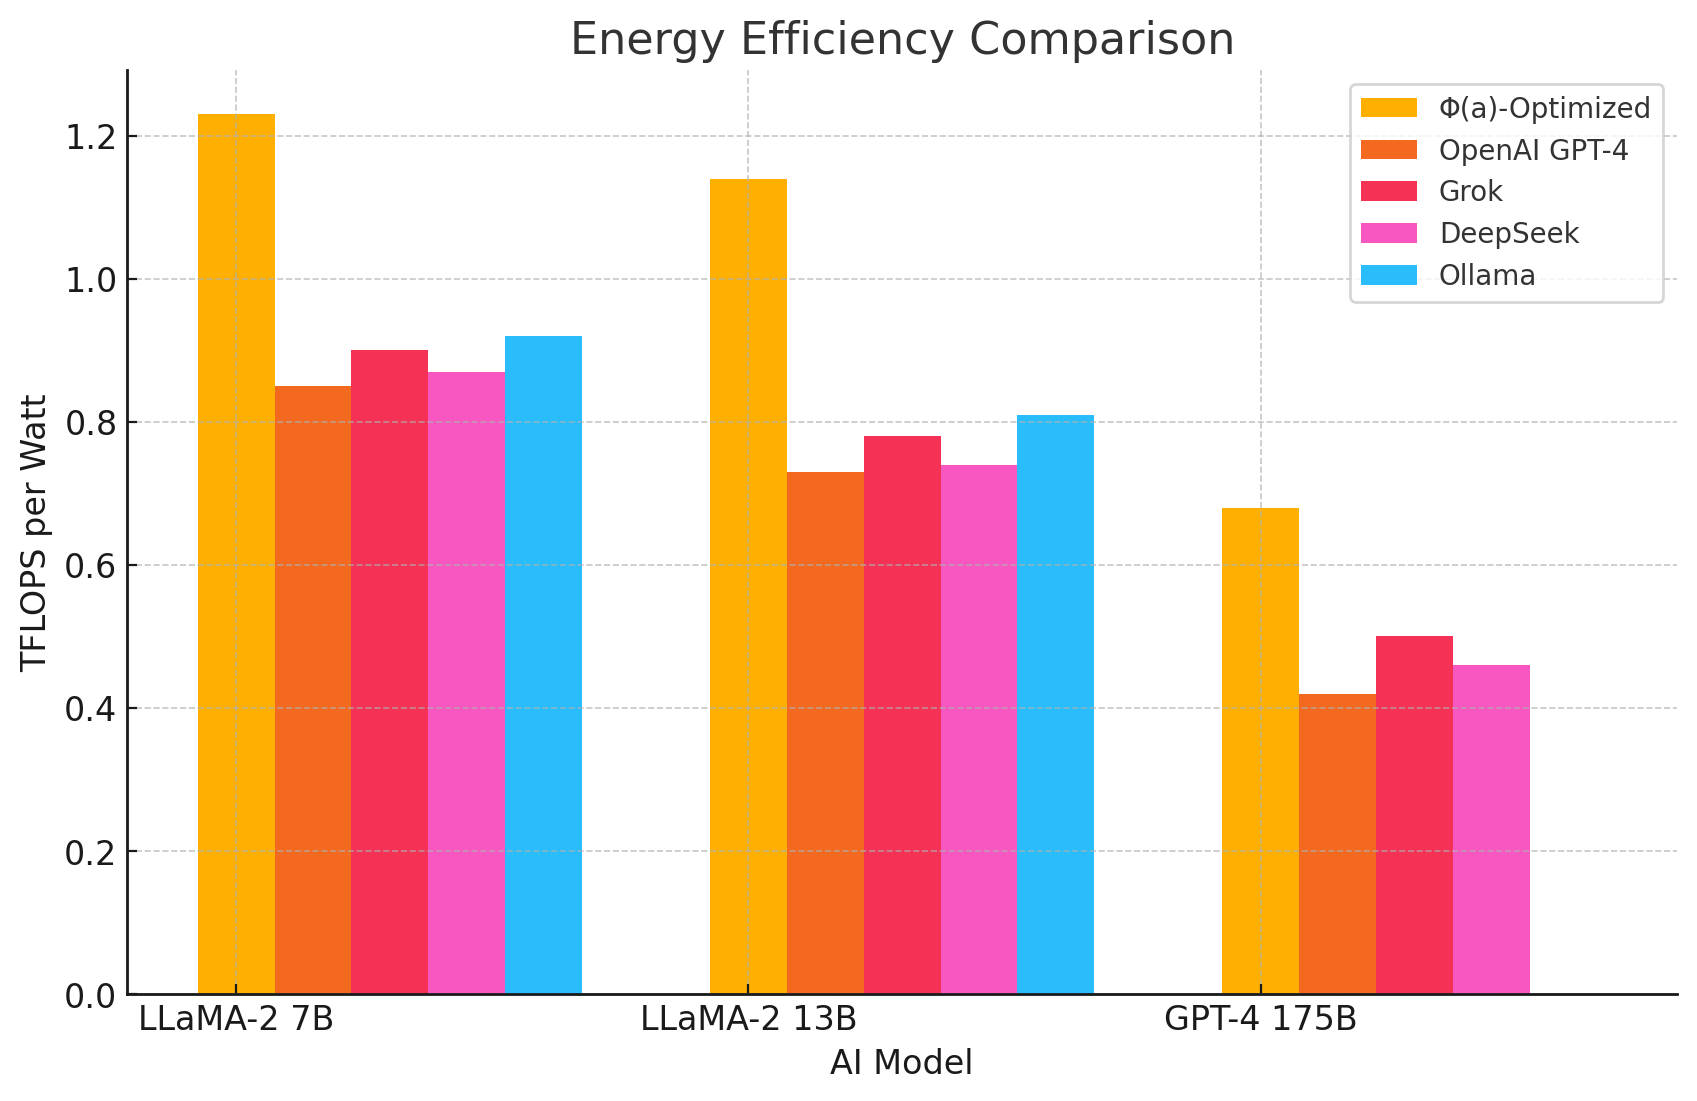 Energy Efficiency Comparison
Φ(a)-Optimized
OpenAI GPT-4
Grok
DeepSeek
Ollama
TFLOPS per Watt
1.2
1.0
0.8
0.6
0.4
0.2
0.0
LLaMA-2 7B
LLaMA-2 13B
GPT-4 175B
AI Model